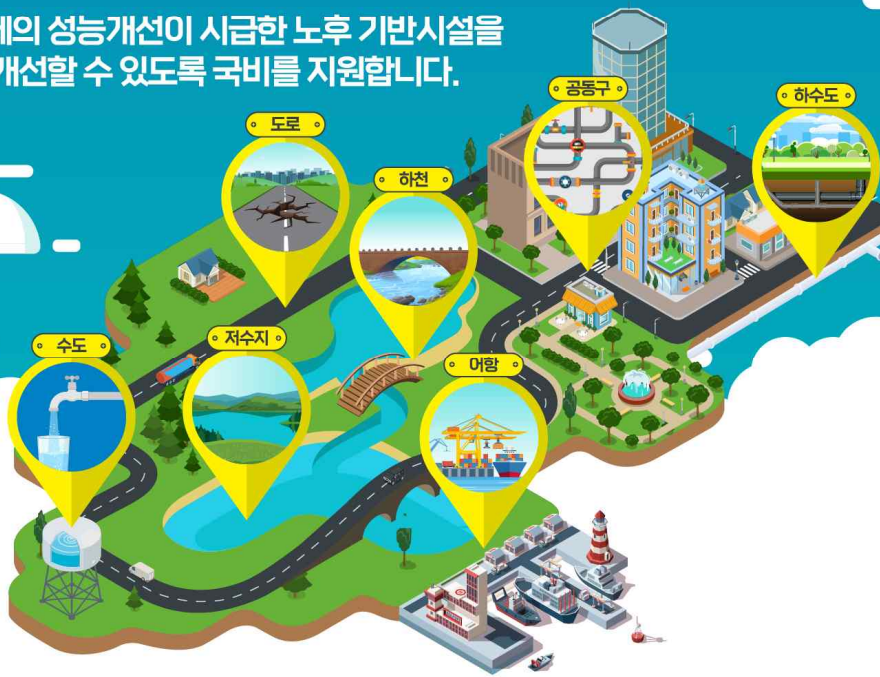 성능개선이 시급한 노후 기반시설을
개선할 수 있도록 국비를 지원합니다.
공동구
하수도
도로
하천
수도
저수지
어항